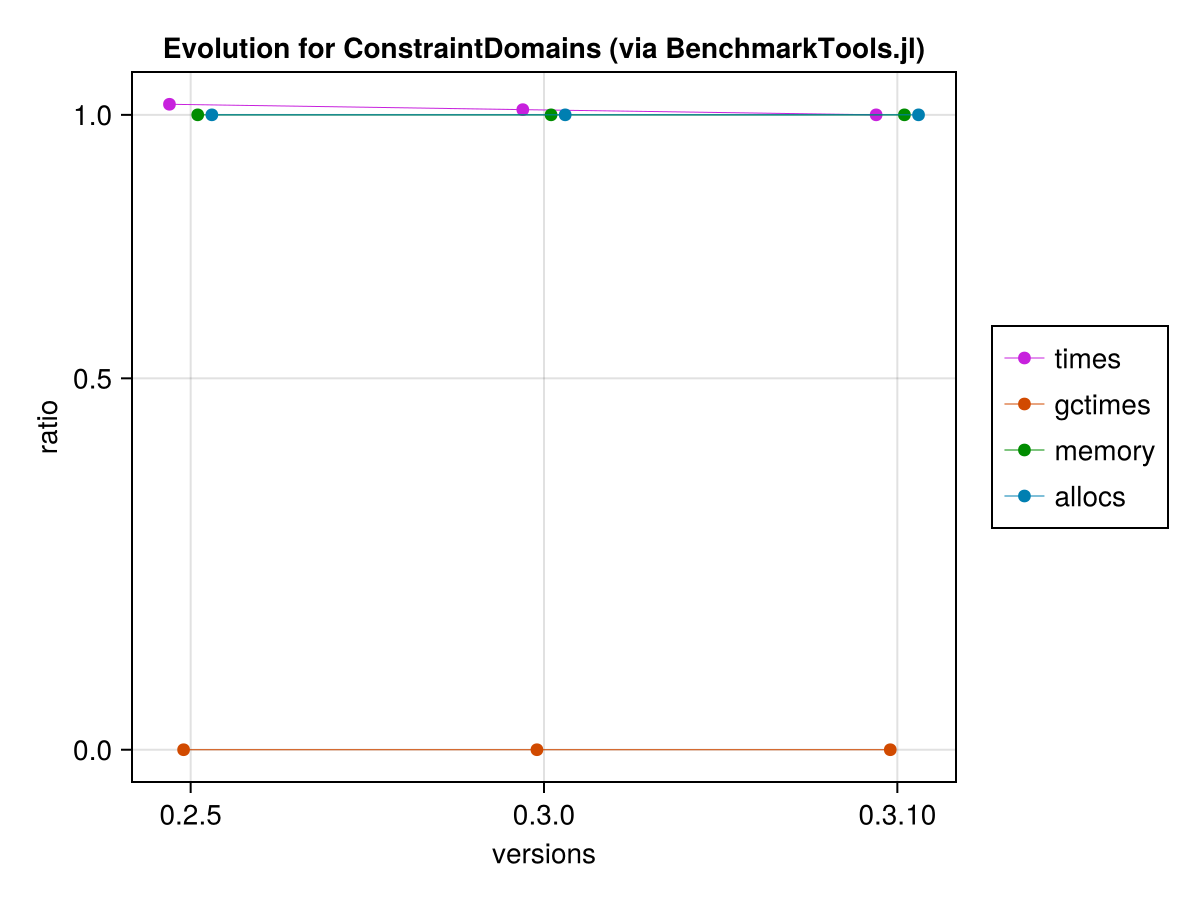 Evolution for ConstraintDomains (via BenchmarkTools.jl)
1.0
0.5
0.0
ratio
0.2.5
0.3.0
0.3.10
versions
times
gctimes
memory
allocs